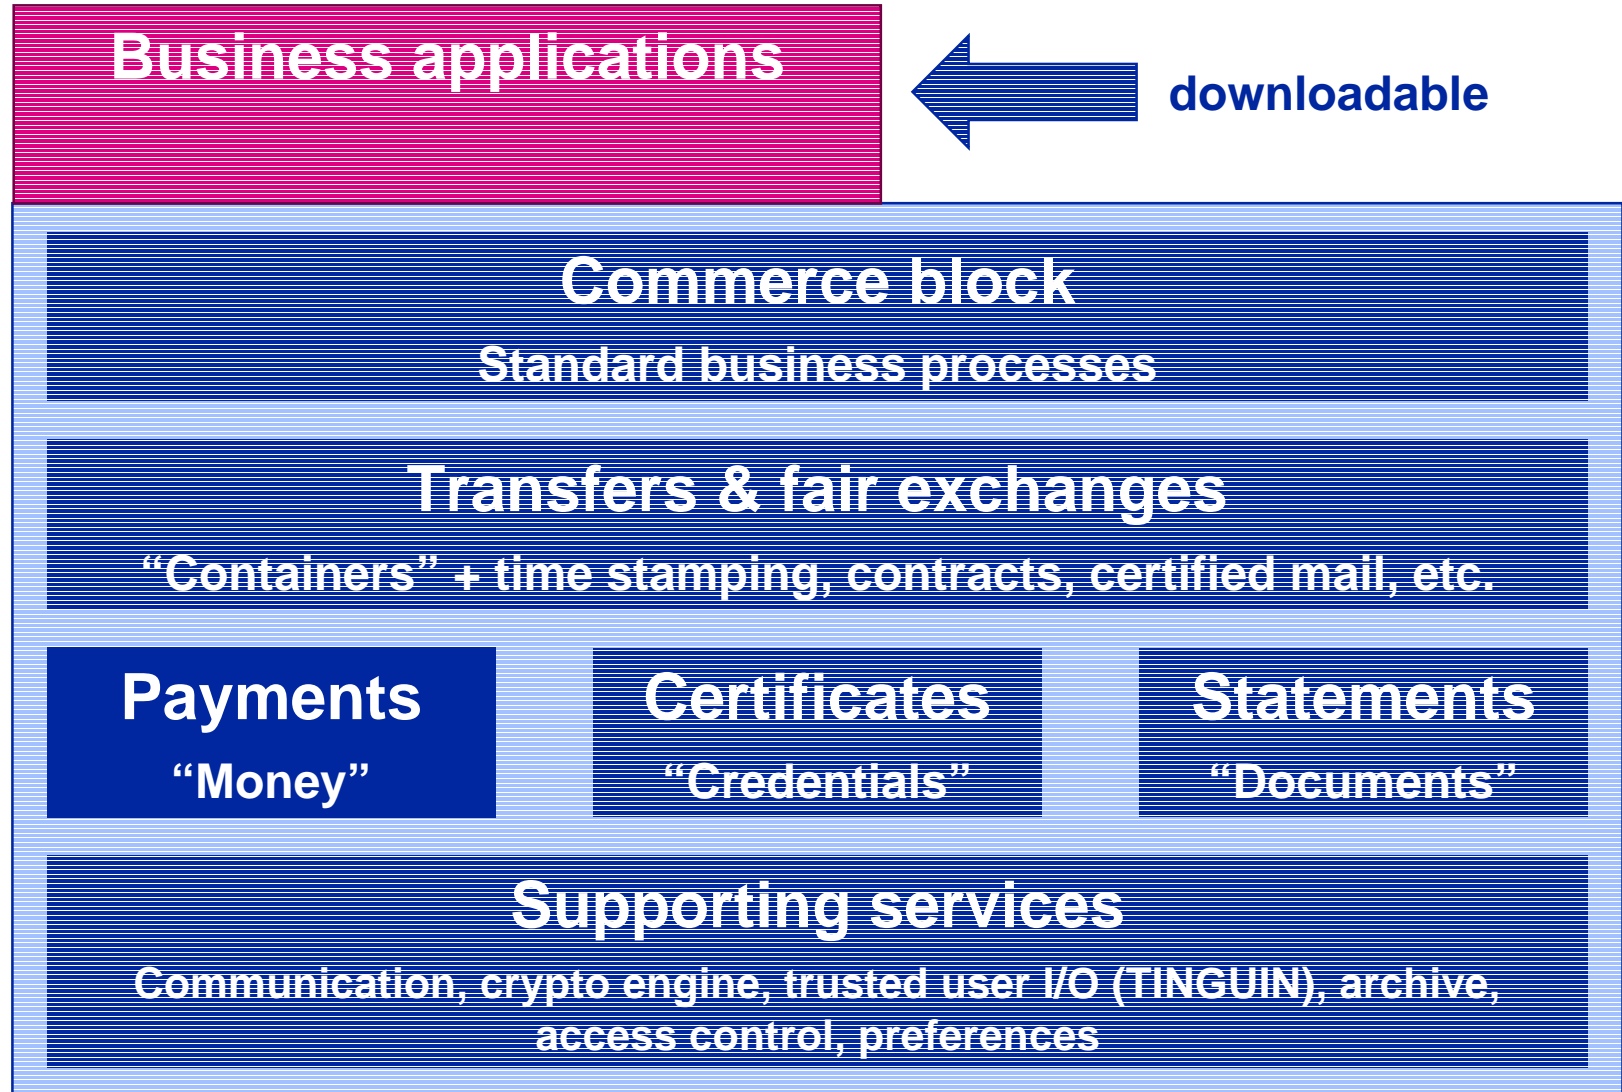 Business applications
downloadable
Commerce block
Standard business processes
Transfers & fair exchanges
“Containers” + time stamping, contracts, certified mail, etc.
Payments
“Money”
Certificates
“Credentials”
Statements
“Documents”
Supporting services
Communication, crypto engine, trusted user I/O (TINGUIN), archive,
access control, preferences